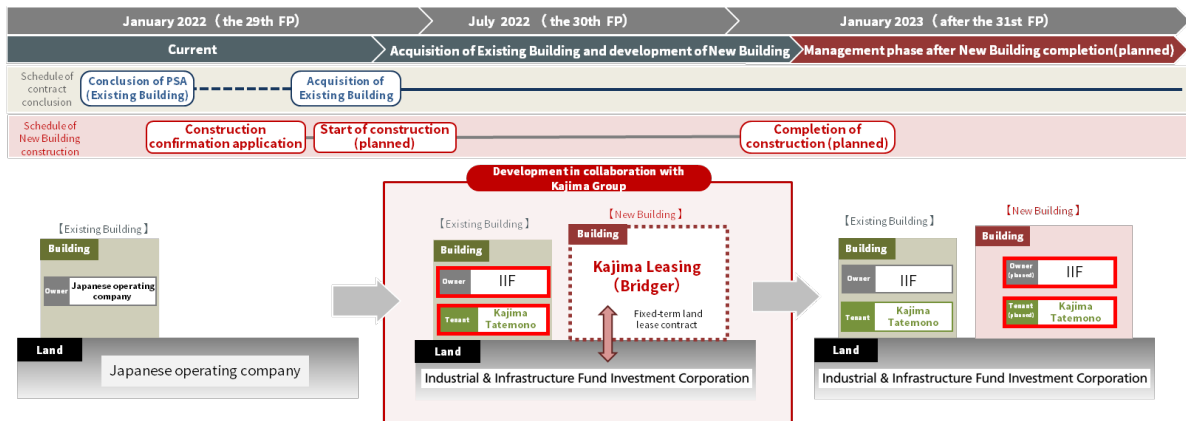 January 2022（ the 29th FP）
July 2022（ the 30th FP）
January 2023（ after the 31st FP）
Current
Acquisition of Existing Building and development of New Building
Management phase after New Building completion(planned)
Schedule of
contract
conclusion
Conclusion of PSA
(Existing Building)
Acquisition of
Existing Building
Schedule of
New Building
construction
Construction
confirmation application
Start of construction
(planned)
Completion of
construction (planned)
Development in collaboration with
Kajima Group
【Existing Building】
Building
Owner
Japanese operating
company
Land
Japanese operating company
【Existing Building】
Building
Owner
IIF
Tenant
Kajima
Tatemono
【New Building】
Building
Kajima Leasing
（Bridger）
Fixed-term land
lease contract
Land
Industrial & Infrastructure Fund Investment Corporation
【Existing Building】
Building
Owner
IIF
Tenant
Kajima
Tatemono
【New Building】
Building
Owner
(planned)
IIF
Tenant
(planned)
Kajima
Tatemono
Land
Industrial & Infrastructure Fund Investment Corporation